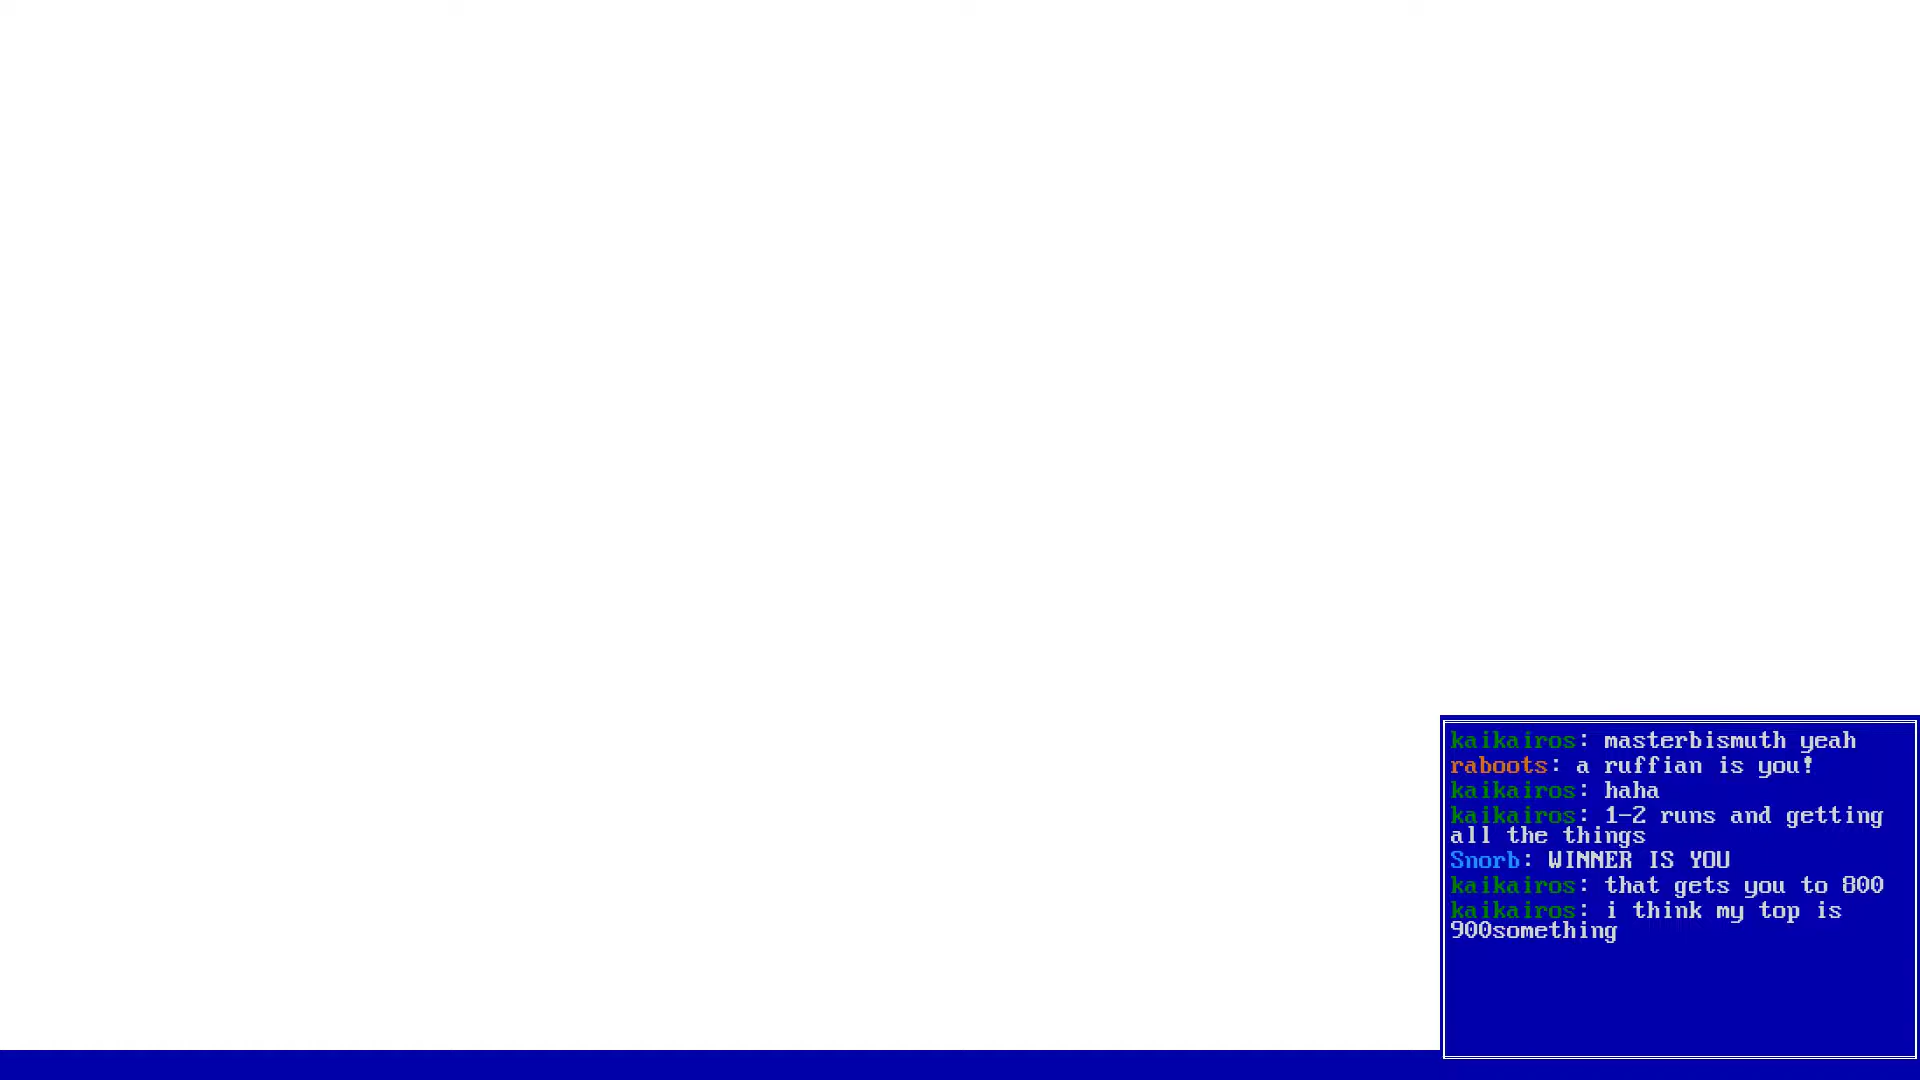 kaikairos: masterbismuth yeah
raboots: a ruffian is you!
kaikairos: haha
kaikairos: 1-2 runs and getting
all the things
Snorb: WINNER IS YOU
kaikairos: that gets you to 800
kaikairos: i think my top is
900something